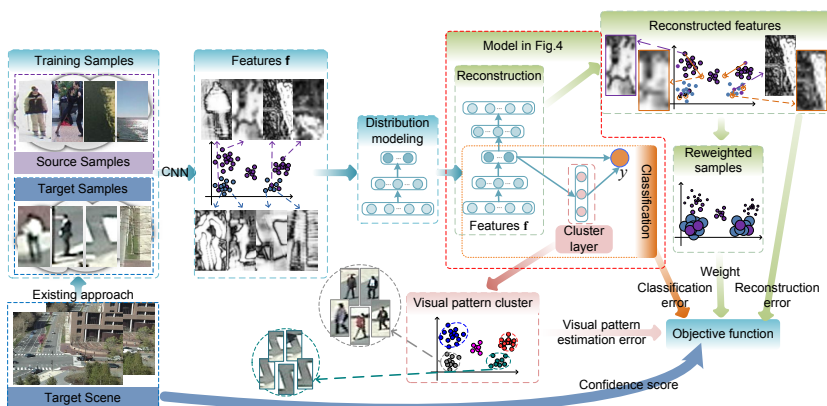 Training Samples
Source Samples
Target Samples
Existing approach
Target Scene
CNN
Features f
Distribution
modeling
Model in Fig.4
Reconstruction
Features f
y
Cluster
layer
Classification
Reconstructed features
Reweighted
samples
Weight
Classification
error
Reconstruction
error
Visual pattern cluster
Visual pattern
estimation error
Objective function
Confidence score